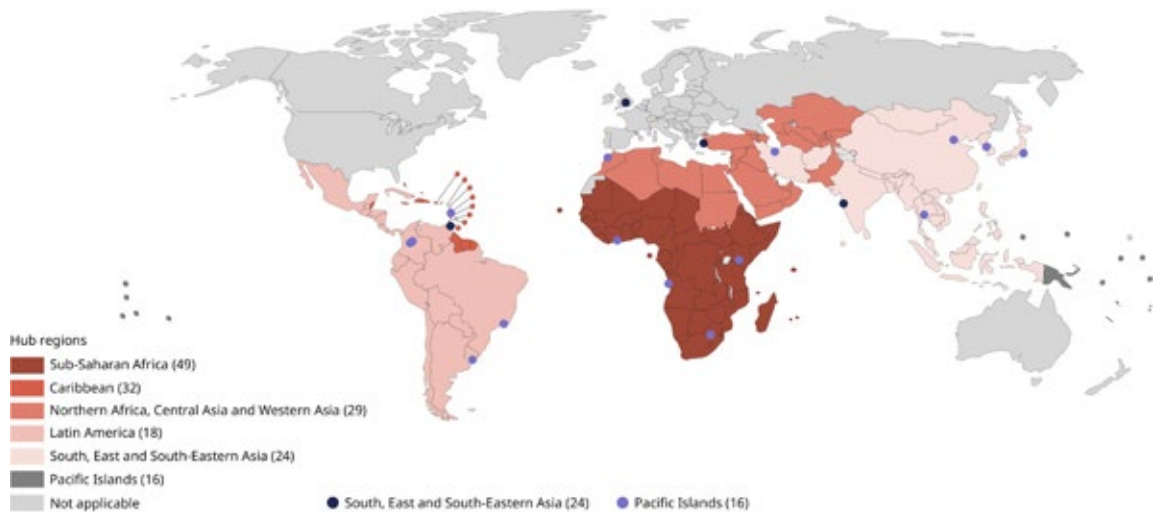 Hub regions
Sub-Saharan Africa (49)
Caribbean (32)
Northern Africa, Central Asia and Western Asia (29)
Latin America (18)
South, East and South-Eastern Asia (24)
Pacific Islands (16)
Not applicable
South, East and South-Eastern Asia (24)
Pacific Islands (16)